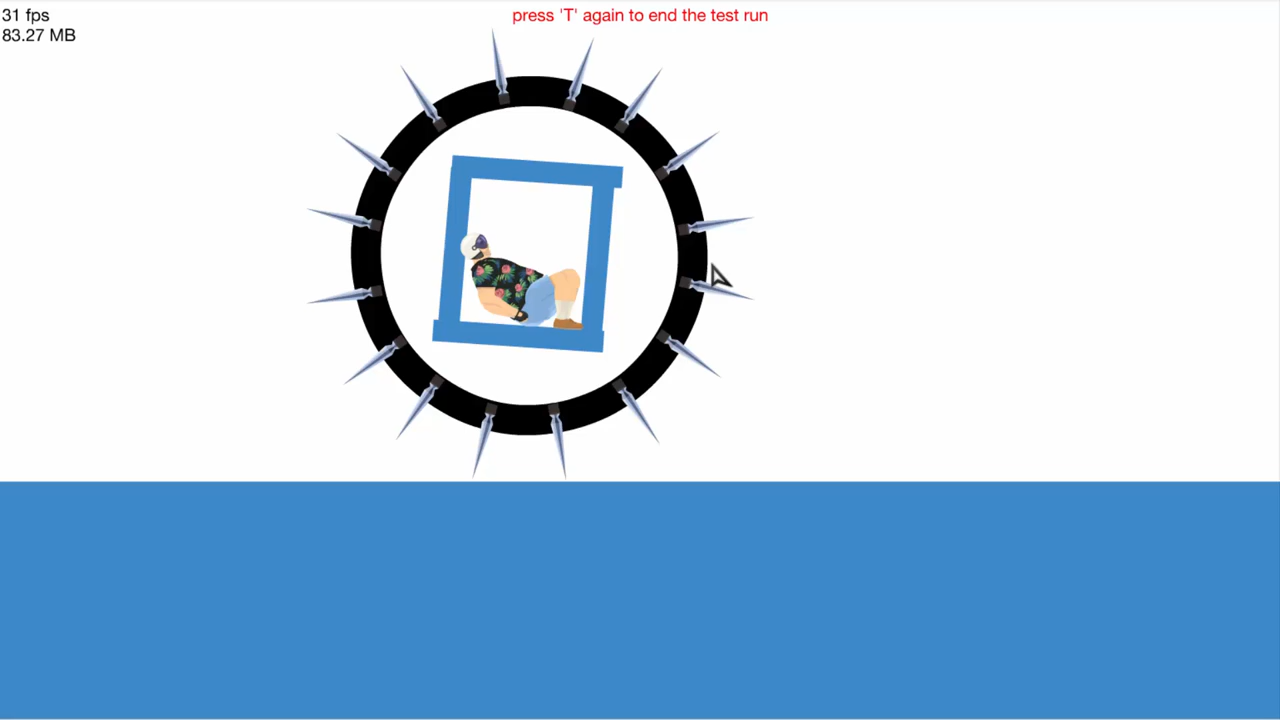 31 fps
press 'T' again to end the test run
83.27 MB